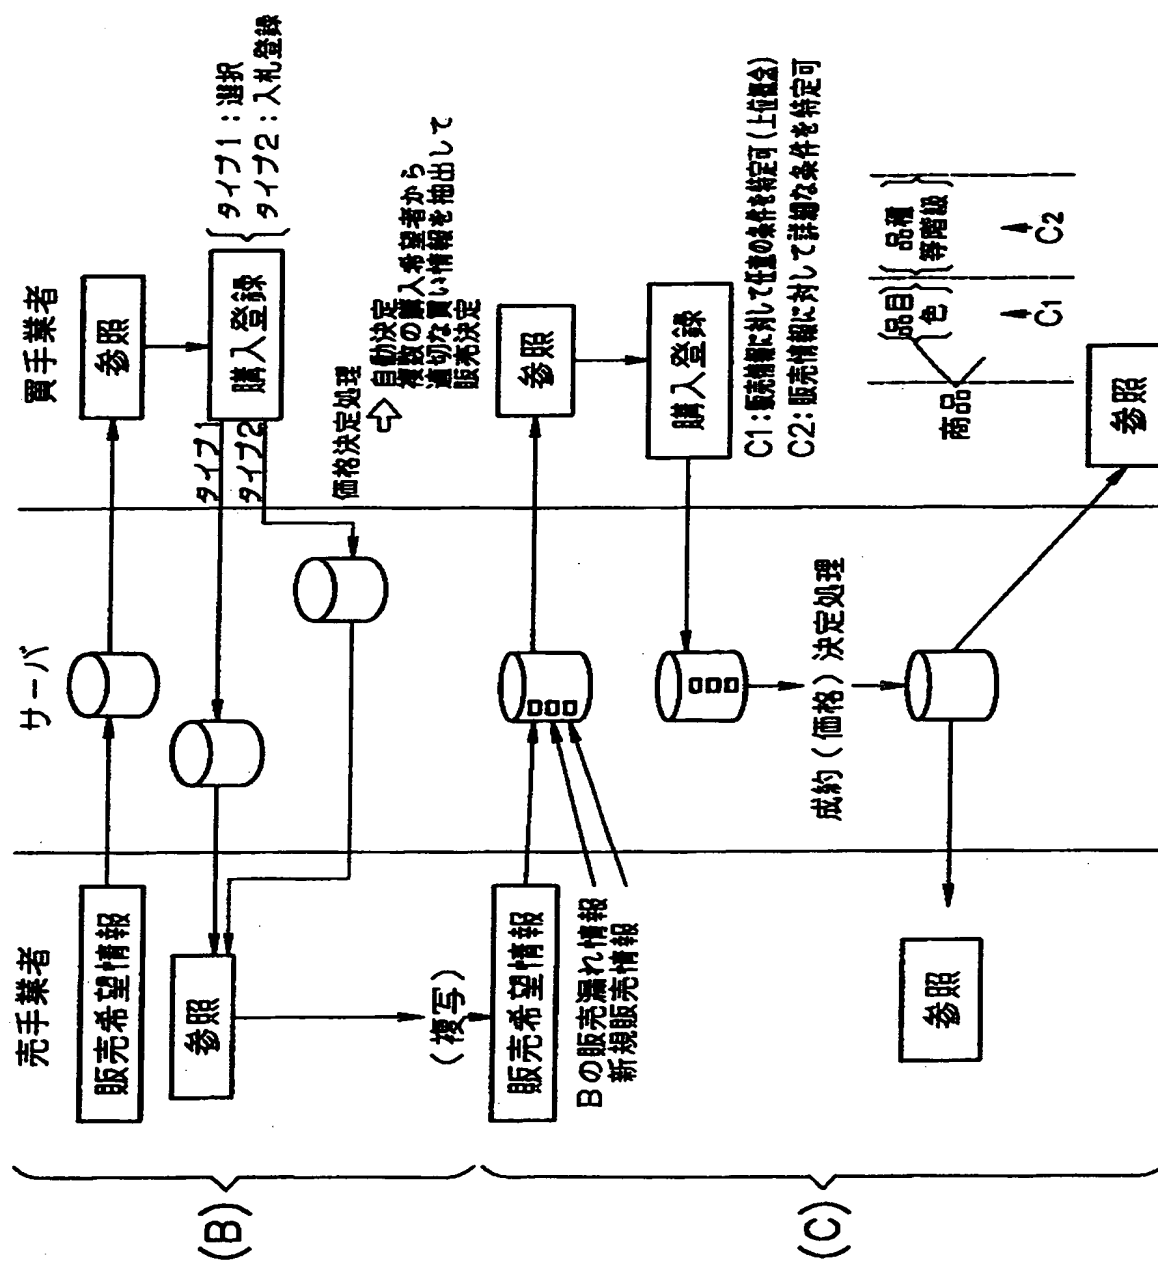 売手業者
サーバ
買手業者
(B)
販売希望情報
参照
購入登録
タイプ1:選択
タイプ2:入札登録
タイプ1
タイプ2
参照
価格決定処理
自動決定
複数の購入希望者から
適切な買い情報を抽出して
販売決定
(複写)
(C)
販売希望情報
Bの販売漏れ情報
新規販売情報
参照
購入登録
C1:販売情報に対して任意の条件を特定可(上位概念)
C2:販売情報に対して詳細な条件を特定可
成約(価格)決定処理
商品
品目
色
品種
等階級
C1
C2
参照
参照